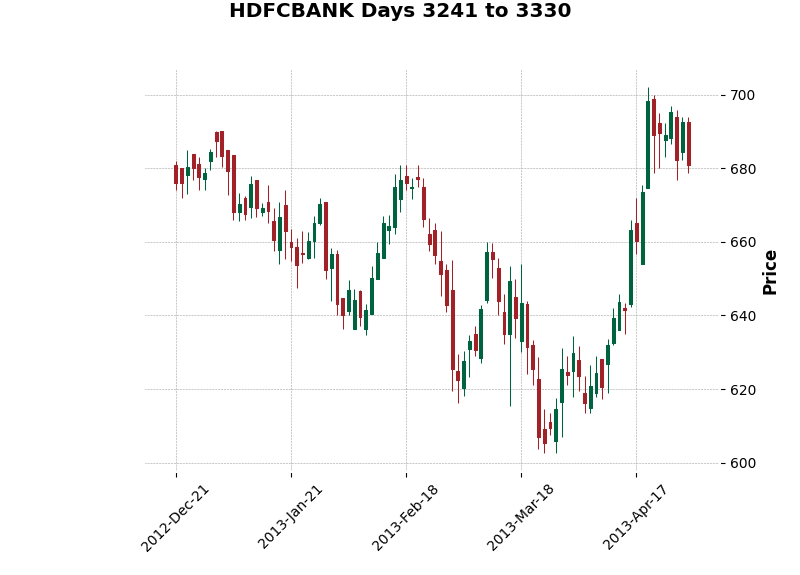 HDFCBANK Days 3241 to 3330
700
680
660
640
620
600
Price
2012-Dec-21
2013-Jan-21
2013-Feb-18
2013-Mar-18
2013-Apr-17